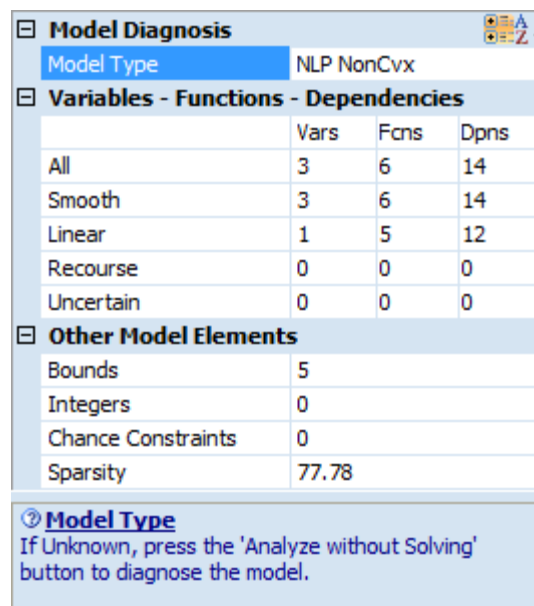 Model Diagnosis
Model Type NLP NonCvx
Variables - Functions - Dependencies
Vars Fcns Dpns
All 3 6 14
Smooth 3 6 14
Linear 1 5 12
Recourse 0 0 0
Uncertain 0 0 0
Other Model Elements
Bounds 5
Integers 0
Chance Constraints 0
Sparsity 77.78
Model Type
If Unknown, press the 'Analyze without Solving'
button to diagnose the model.